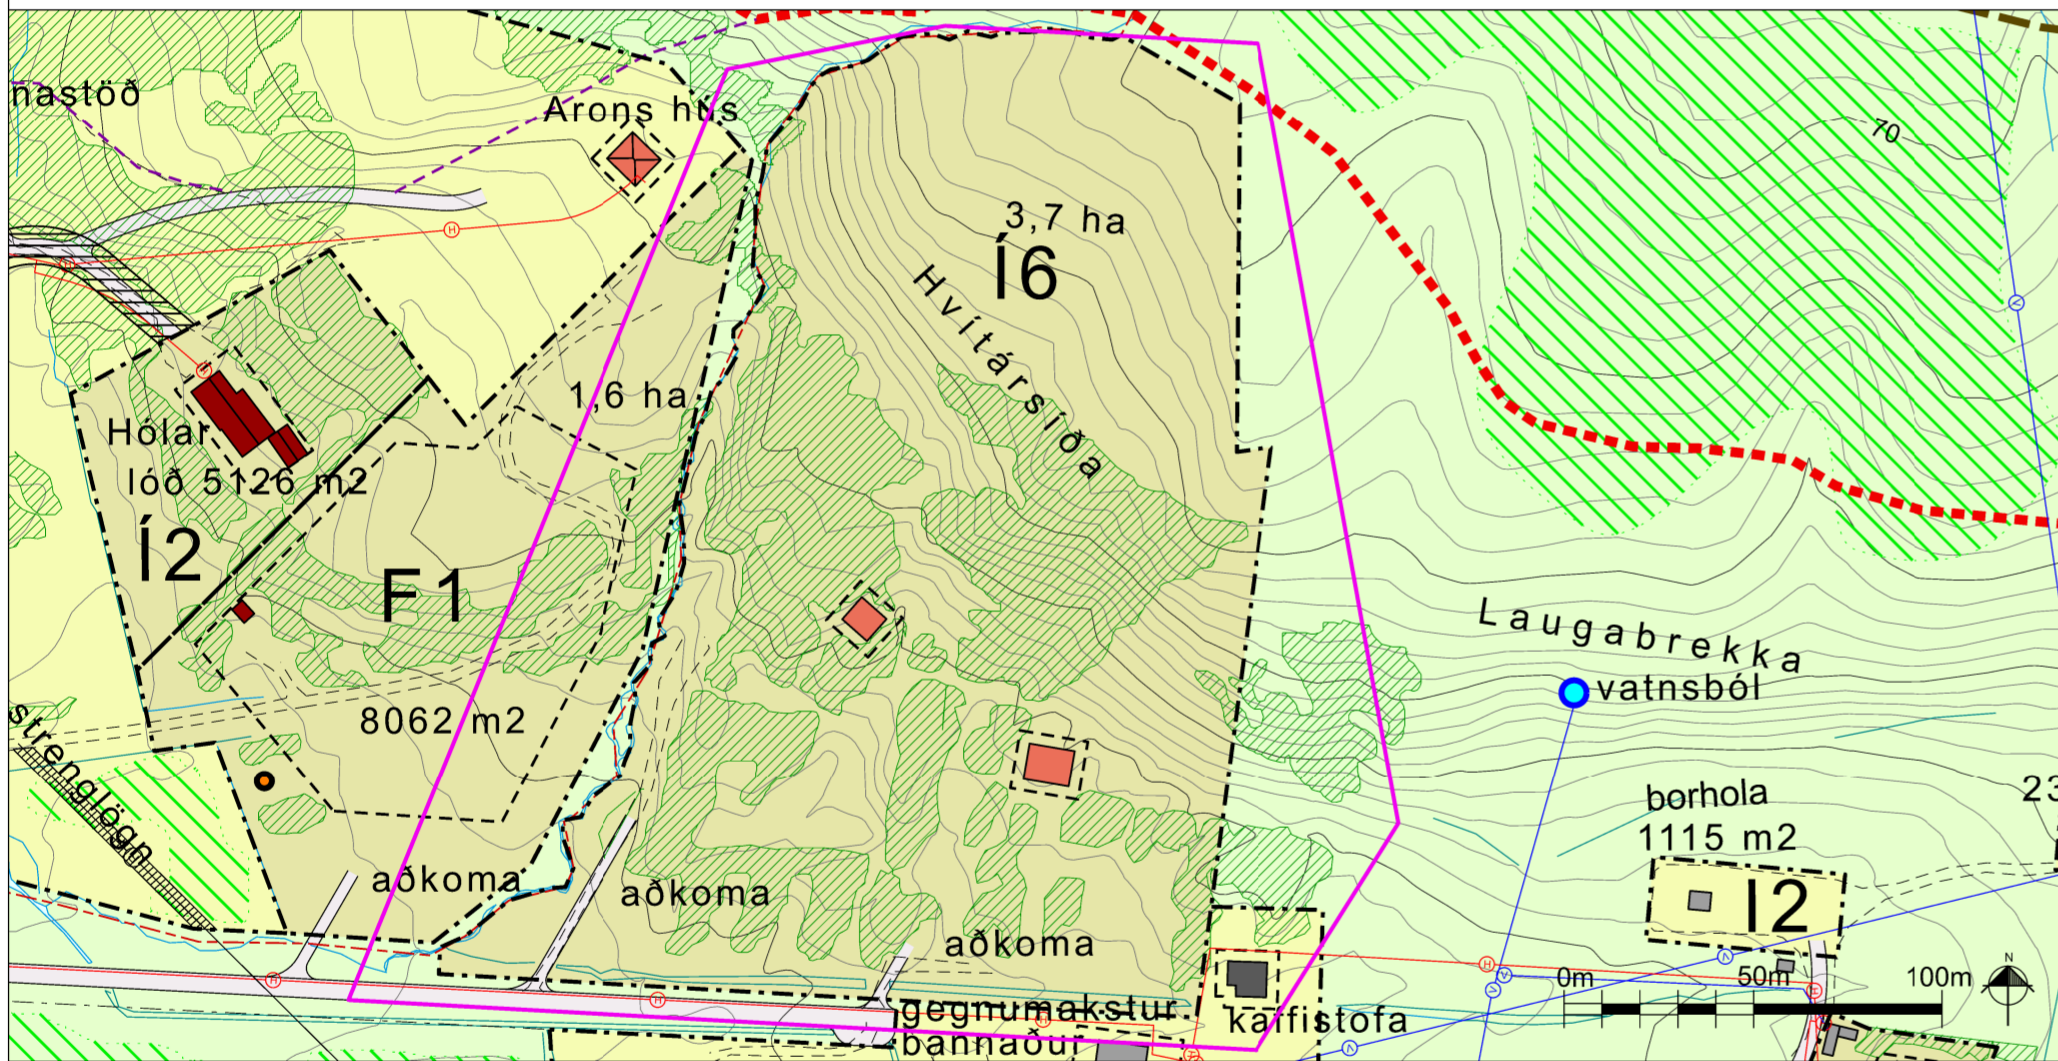 nastöð
Arons hús
70
3,7 ha
Í6
Hvítársíða
1,6 ha
Hólar
lóð 5126 m2
Í2
F1
8062 m2
strenglögn
aðkoma
aðkoma
aðkoma
Laugabrekka
vatnsból
borhola
1115 m2
I2
23
0m 50m 100m
N
gegnumakstur
bannaður
kaffistofa
H
H
H
H
H
H
H
H
V
V
V
V
V